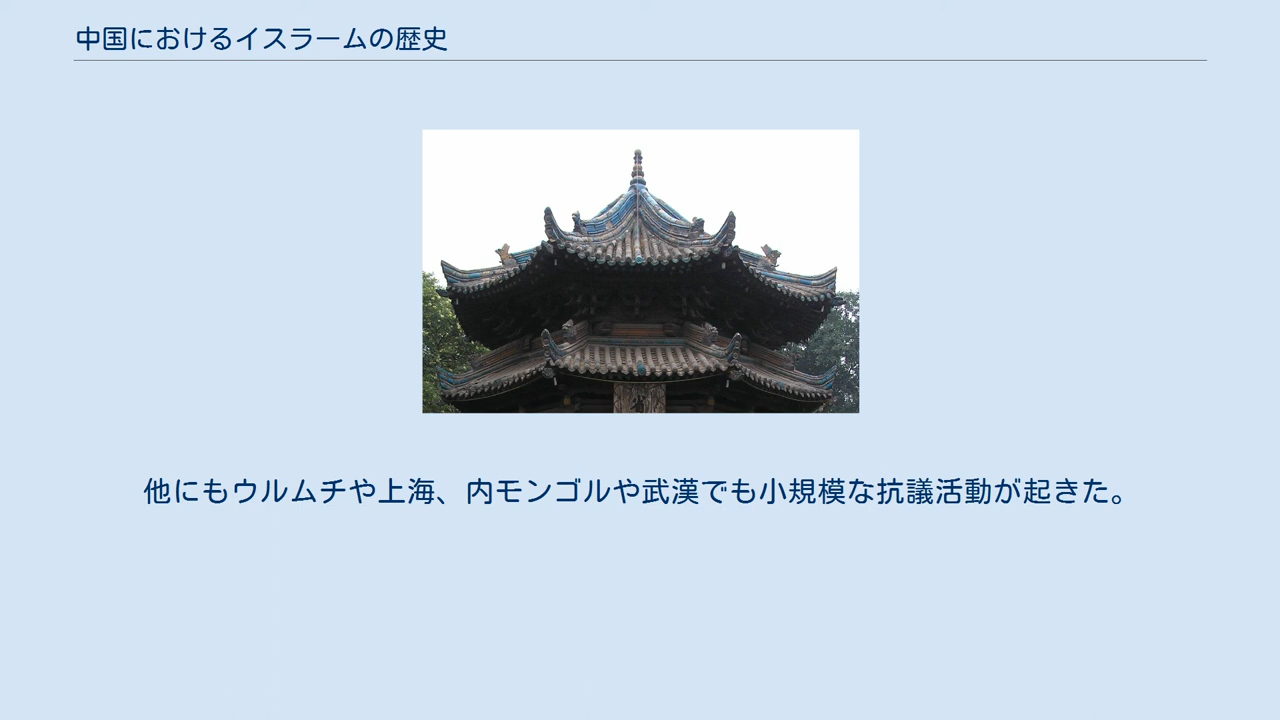 中国におけるイスラームの歴史
他にもウルムチや上海、内モンゴルや武漢でも小規模な抗議活動が起きた。